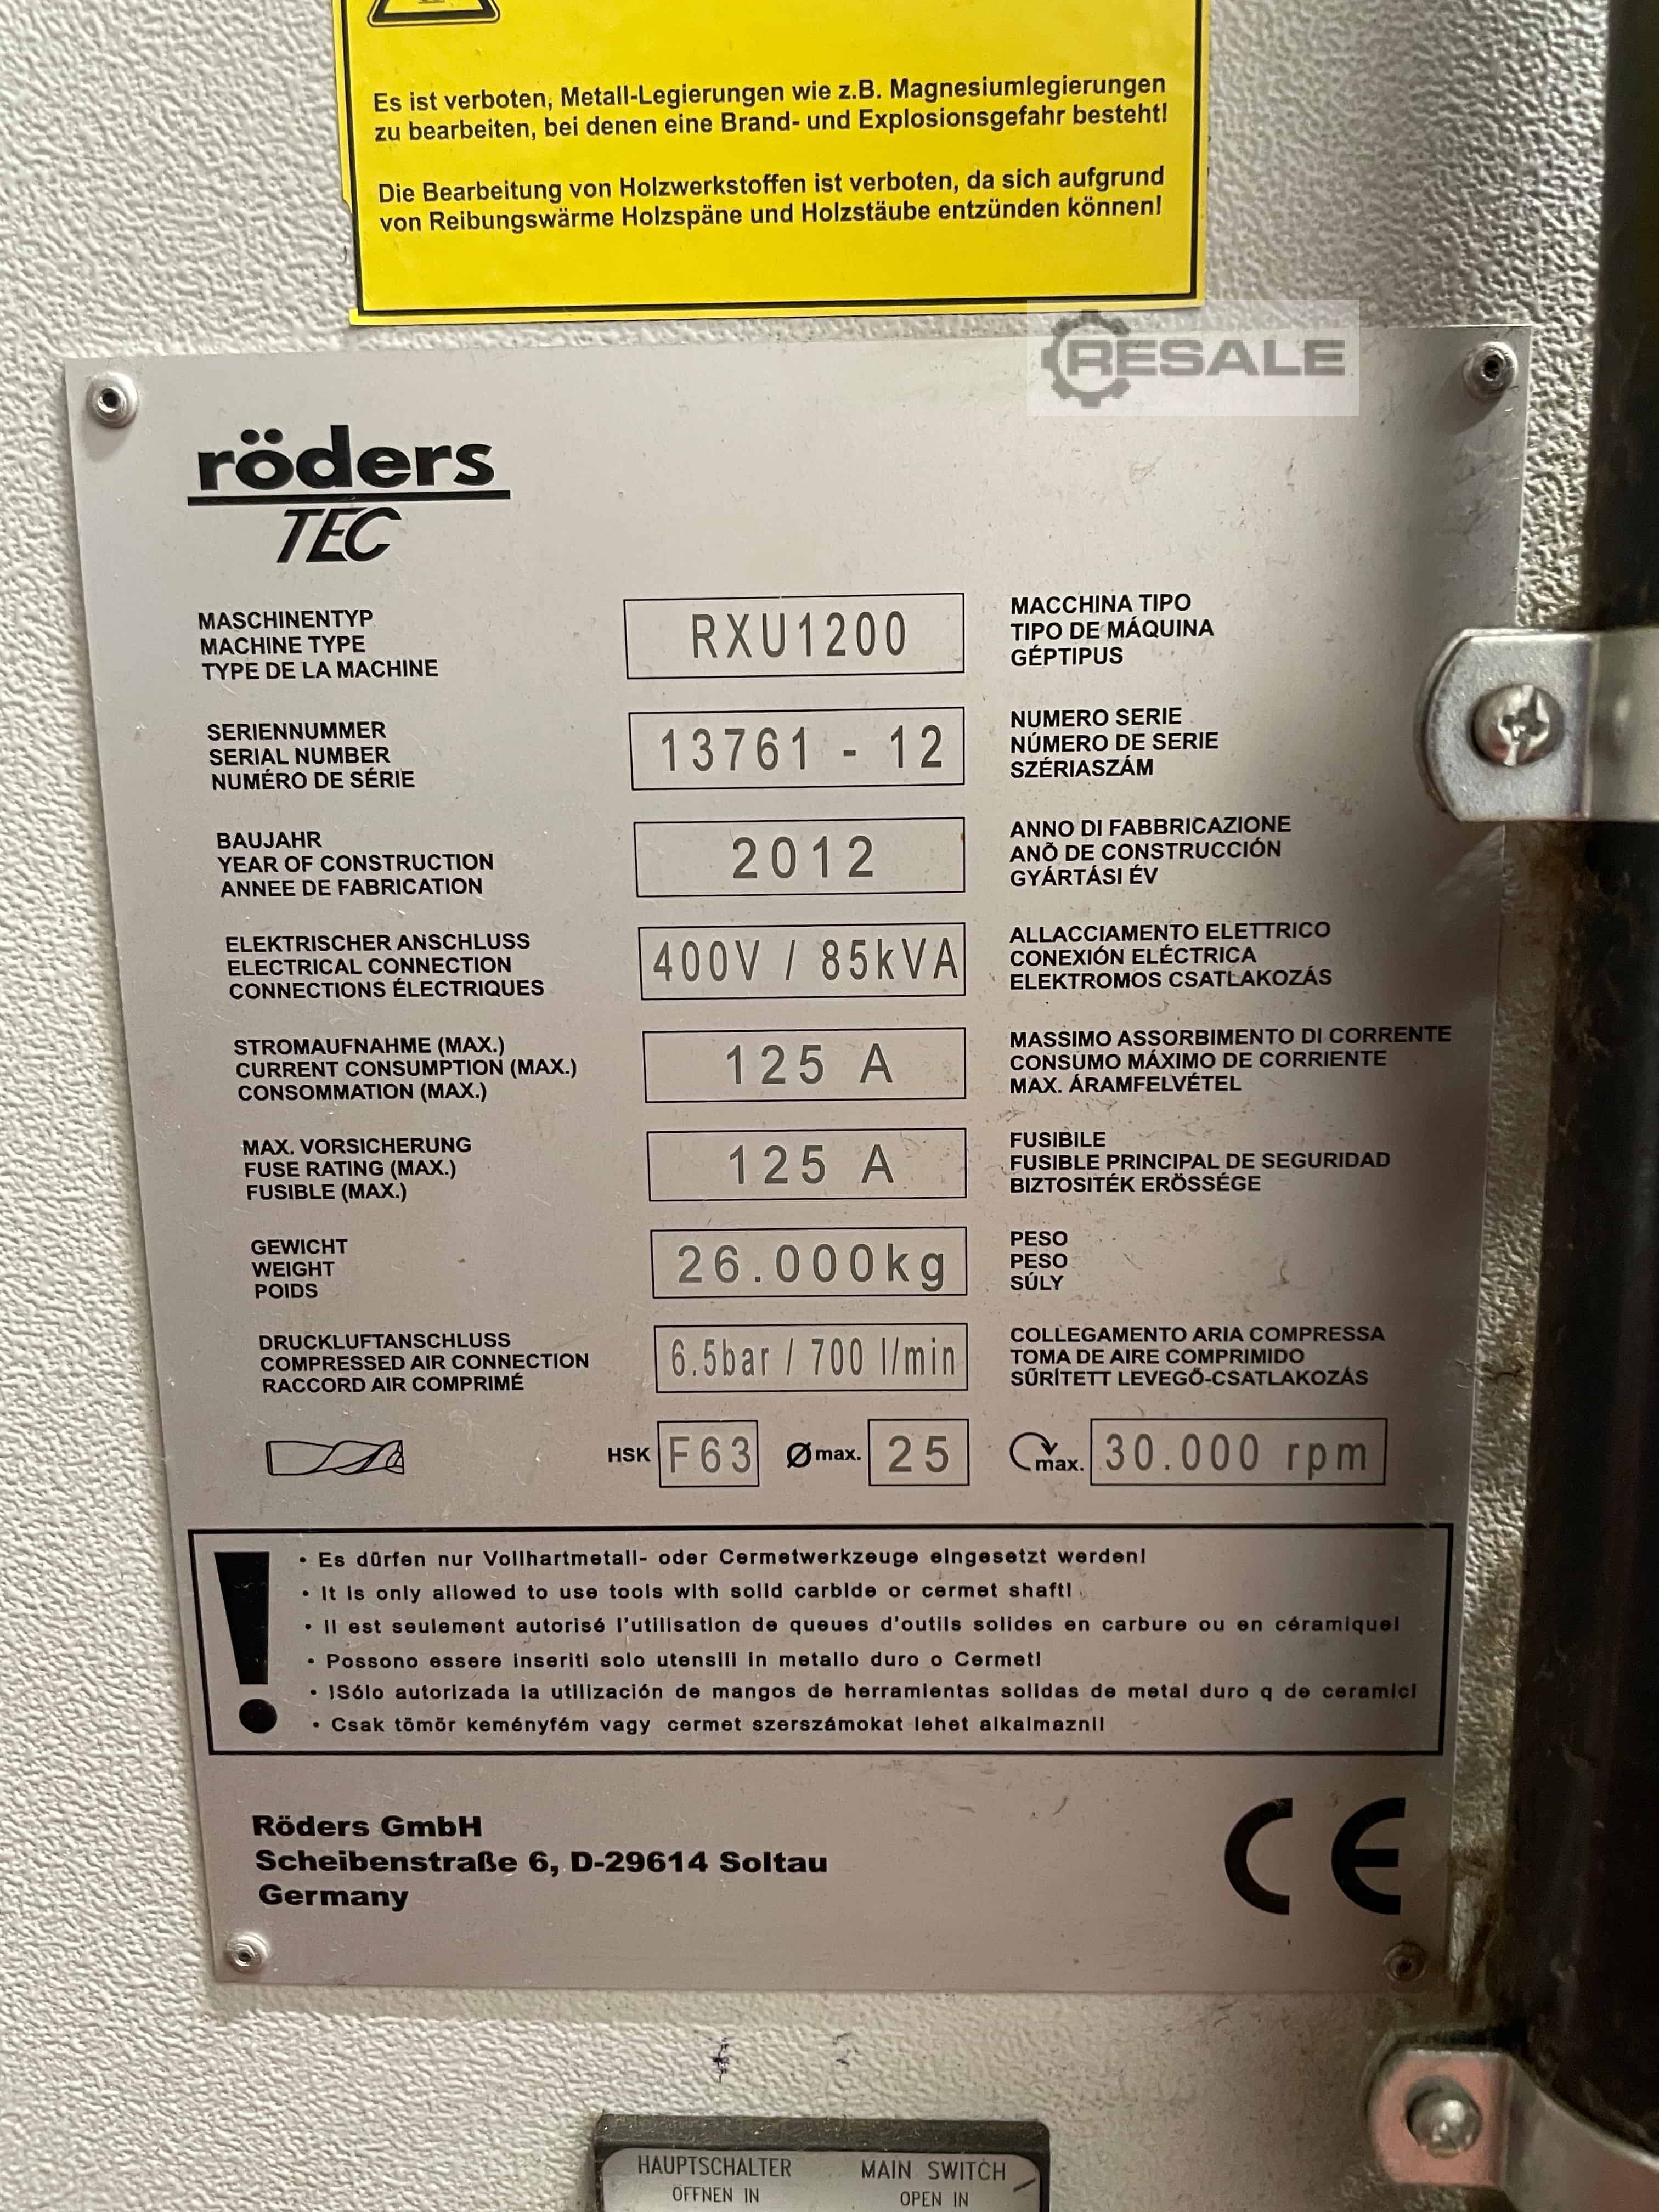 Es ist verboten, Metall-Legierungen wie z.B. Magnesiumlegierungen
zu bearbeiten, bei denen eine Brand- und Explosionsgefahr besteht!
Die Bearbeitung von Holzwerkstoffen ist verboten, da sich aufgrund
von Reibungswärme Holzspäne und Holzstäube entzünden können!
RESALE
röders
TEC
MASCHINENTYP
MACHINE TYPE
TYPE DE LA MACHINE
RXU1200
MACCHINA TIPO
TIPO DE MÁQUINA
GÉPTIPUS
SERIENNUMMER
SERIAL NUMBER
NUMÉRO DE SÉRIE
13761 - 12
NUMERO SERIE
NÚMERO DE SERIE
SZÉRIASZÁM
BAUJAHR
YEAR OF CONSTRUCTION
ANNEE DE FABRICATION
2012
ANNO DI FABBRICAZIONE
ANÕ DE CONSTRUCCIÓN
GYÁRTÁSI ÉV
ELEKTRISCHER ANSCHLUSS
ELECTRICAL CONNECTION
CONNECTIONS ÉLECTRIQUES
400V / 85kVA
ALLACCIAMENTO ELETTRICO
CONEXIÓN ELÉCTRICA
ELEKTROMOS CSATLAKOZÁS
STROMAUFNAHME (MAX.)
CURRENT CONSUMPTION (MAX.)
CONSOMMATION (MAX.)
125 A
MASSIMO ASSORBIMENTO DI CORRENTE
CONSUMO MÁXIMO DE CORRIENTE
MAX. ÁRAMFELVÉTEL
MAX. VORSICHERUNG
FUSE RATING (MAX.)
FUSIBLE (MAX.)
125 A
FUSIBILE
FUSIBLE PRINCIPAL DE SEGURIDAD
BIZTOSITÉK ERÖSSÉGE
GEWICHT
WEIGHT
POIDS
26.000kg
PESO
PESO
SÚLY
DRUCKLUFTANSCHLUSS
COMPRESSED AIR CONNECTION
RACCORD AIR COMPRIMÉ
6.5bar / 700 l/min
COLLEGAMENTO ARIA COMPRESSA
TOMA DE AIRE COMPRIMIDO
SŰRÍTETT LEVEGŐ-CSATLAKOZÁS
HSK F63 Ømax. 25 max. 30.000 rpm
• Es dürfen nur Vollhartmetall- oder Cermetwerkzeuge eingesetzt werden!
• It is only allowed to use tools with solid carbide or cermet shaft!
• Il est seulement autorisé l'utilisation de queues d'outils solides en carbure ou en céramique!
• Possono essere inseriti solo utensili in metallo duro o Cermet!
• !Sólo autorizada la utilización de mangos de herramientas solidas de metal duro q de ceramic!
• Csak tömör keményfém vagy cermet szerszámokat lehet alkalmazni!
Röders GmbH
Scheibenstraße 6, D-29614 Soltau
Germany
CE
HAUPTSCHALTER
OFFNEN IN
MAIN SWITCH
OPEN IN